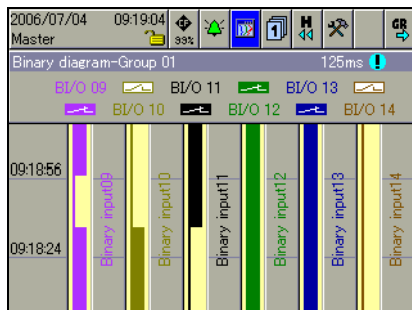 2006/07/04 09:19:04
99% 1 H GR
Master
Binary diagram-Group 01 125ms !
BI/O 09 BI/O 11 BI/O 13
BI/O 10 BI/O 12 BI/O 14
09:18:56
09:18:24
Binary input09
Binary input10
Binary input11
Binary input12
Binary input13
Binary input14